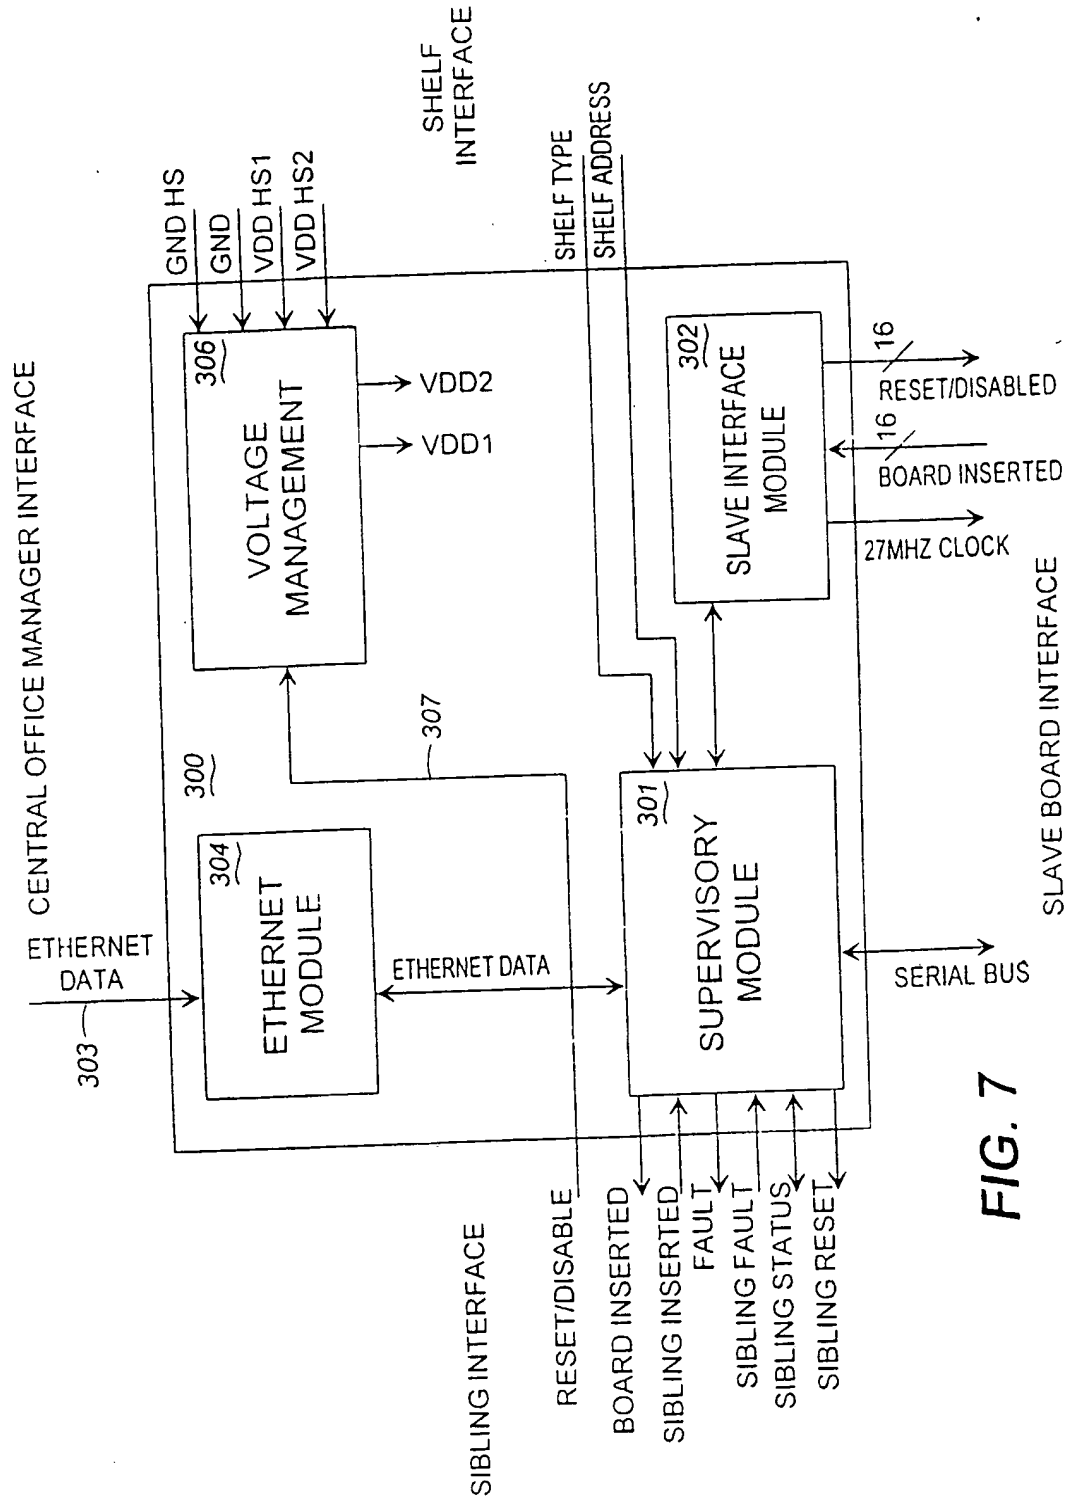 CENTRAL OFFICE MANAGER INTERFACE
ETHERNET
DATA
303
300
304
ETHERNET
MODULE
306
VOLTAGE
MANAGEMENT
GND HS
GND
VDD HS1
VDD HS2
VDD2
VDD1
SHELF
INTERFACE
307
ETHERNET DATA
SHELF TYPE
SHELF ADDRESS
SIBLING INTERFACE
RESET/DISABLE
BOARD INSERTED
SIBLING INSERTED
FAULT
SIBLING FAULT
SIBLING STATUS
SIBLING RESET
301
SUPERVISORY
MODULE
302
SLAVE INTERFACE
MODULE
SERIAL BUS
27MHZ CLOCK
16
BOARD INSERTED
16
RESET/DISABLED
SLAVE BOARD INTERFACE
FIG. 7